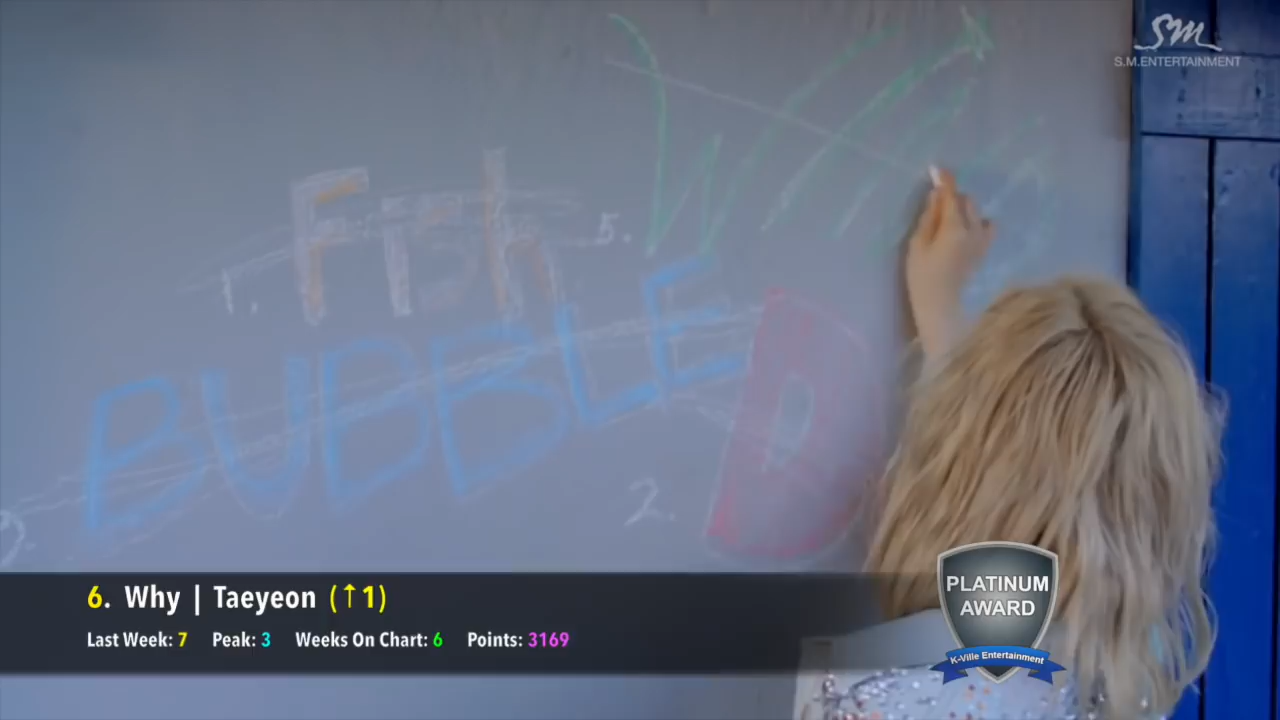 SM
S.M.ENTERTAINMENT
Fish
5.
1.
BUBBLE
D
2.
6. Why | Taeyeon (↑1)
Last Week: 7 Peak: 3 Weeks On Chart: 6 Points: 3169
PLATINUM
AWARD
K-Ville Entertainment